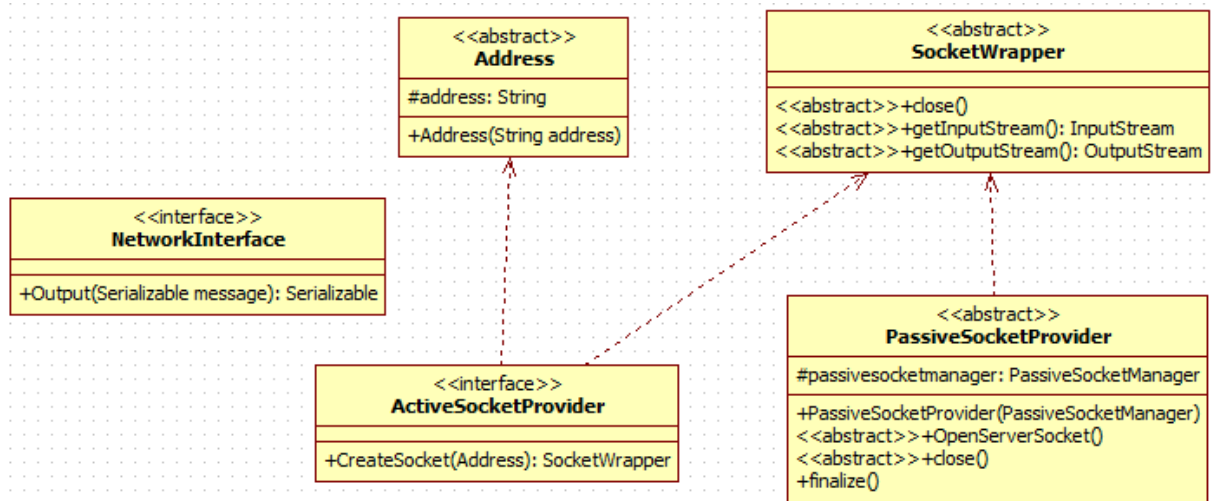 <<abstract>>
Address
#address: String
+Address(String address)
<<abstract>>
SocketWrapper
<<abstract>>+close()
<<abstract>>+getInputStream(): InputStream
<<abstract>>+getOutputStream(): OutputStream
<<interface>>
NetworkInterface
+Output(Serializable message): Serializable
<<interface>>
ActiveSocketProvider
+CreateSocket(Address): SocketWrapper
<<abstract>>
PassiveSocketProvider
#passivesocketmanager: PassiveSocketManager
+PassiveSocketProvider(PassiveSocketManager)
<<abstract>>+OpenServerSocket()
<<abstract>>+close()
+finalize()